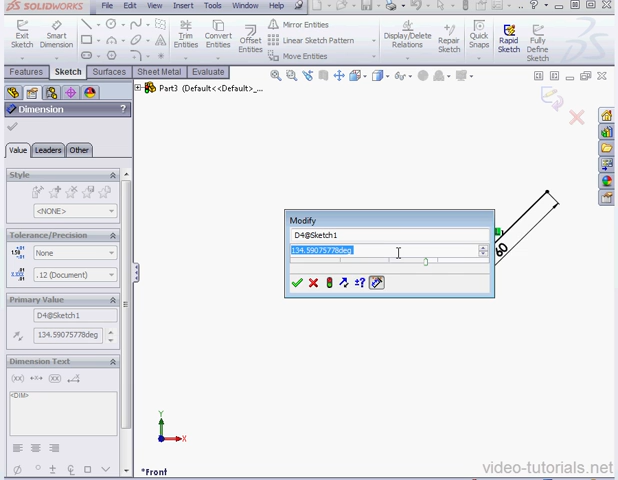 SOLIDWORKS
File Edit View Insert Tools Window Help
Exit Sketch
Smart Dimension
Trim Entities
Convert Entities
Offset Entities
Mirror Entities
Linear Sketch Pattern
Move Entities
Display/Delete Relations
Repair Sketch
Quick Snaps
Rapid Sketch
Fully Define Sketch
Features Sketch Surfaces Sheet Metal Evaluate
Part3 (Default<<Default>_...
Dimension ?
Value Leaders Other
Style
<NONE>
Tolerance/Precision
None
.12 (Document)
Primary Value
D4@Sketch1
134.59075778deg
Dimension Text
<DIM>
Modify
D4@Sketch1
134.59075778deg
60
Y
X
*Front
video-tutorials.net